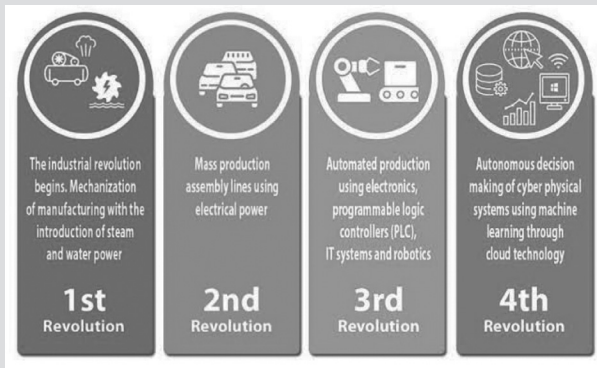 The industrial revolution
begins. Mechanization
of manufacturing with the
introduction of steam
and water power
1st
Revolution
Mass production
assembly lines using
electrical power
2nd
Revolution
Automated production
using electronics,
programmable logic
controllers (PLC),
IT systems and robotics
3rd
Revolution
Autonomous decision
making of cyber physical
systems using machine
learning through
cloud technology
4th
Revolution